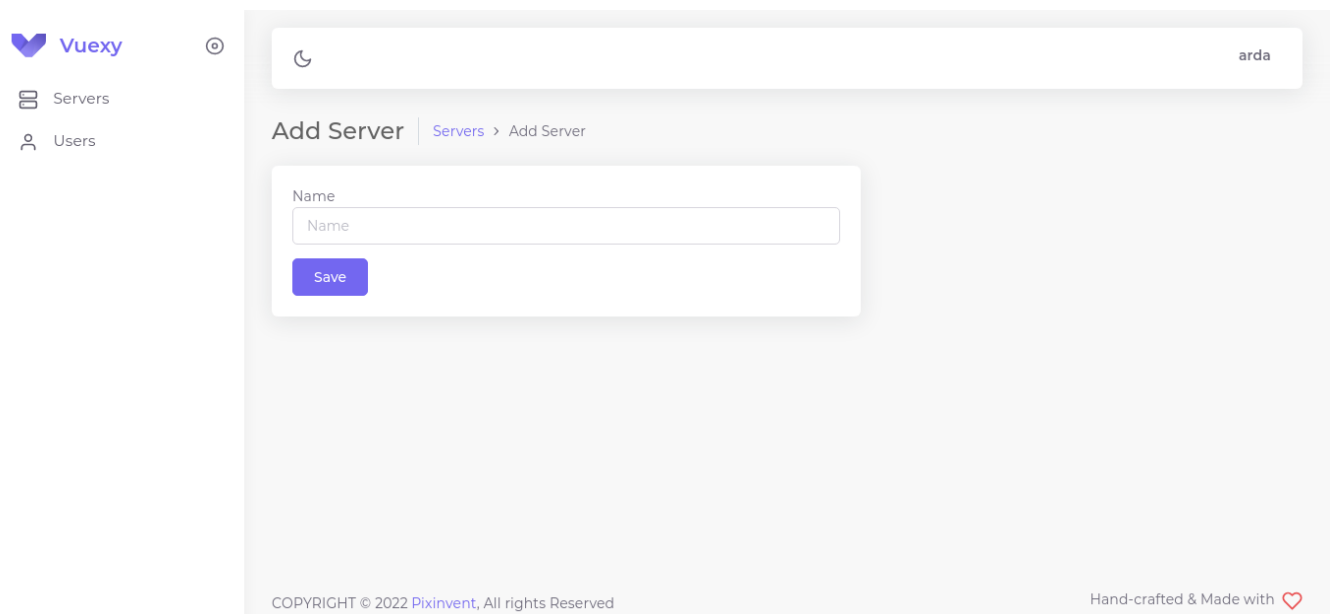 Vuexy
Servers
Users
arda
Add Server
Servers > Add Server
Name
Name
Save
COPYRIGHT © 2022 Pixinvent, All rights Reserved
Hand-crafted & Made with